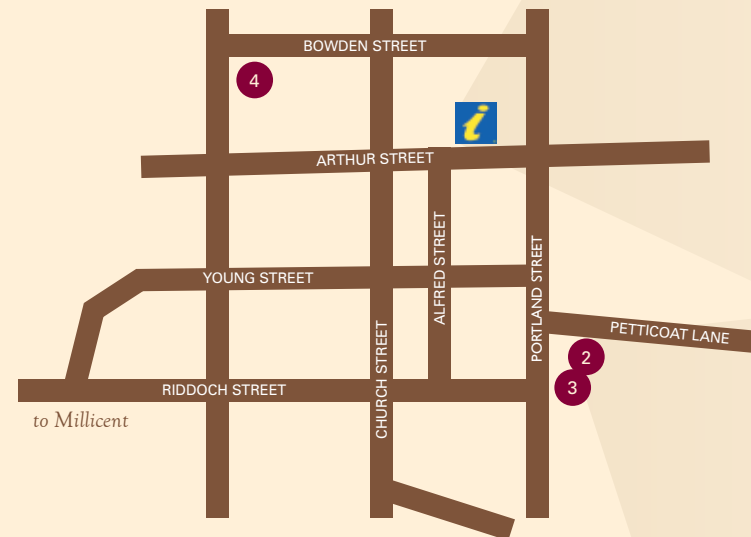 BOWDEN STREET
4
i
ARTHUR STREET
ALFRED STREET
PORTLAND STREET
YOUNG STREET
PETTICOAT LANE
2
CHURCH STREET
3
RIDDOCH STREET
to Millicent